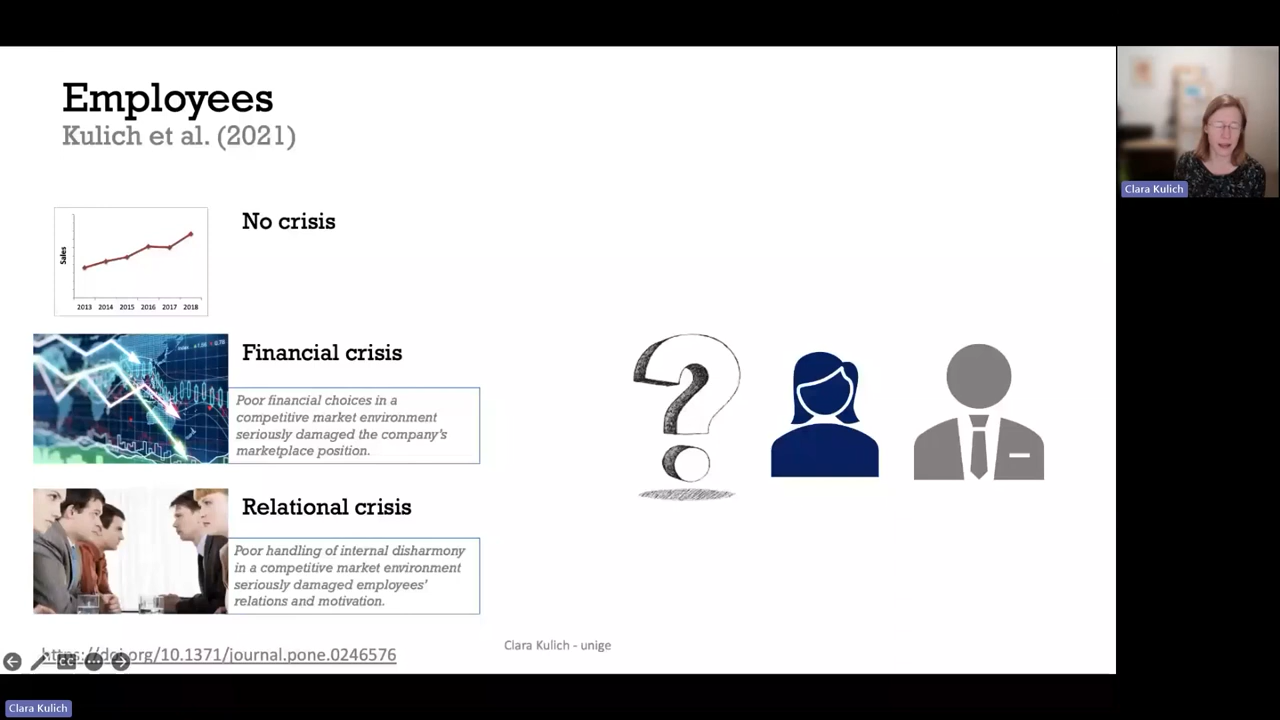 Employees
Kulich et al. (2021)
No crisis
Sales
2013 2014 2015 2016 2017 2018
Financial crisis
Poor financial choices in a
competitive market environment
seriously damaged the company's
marketplace position.
Relational crisis
Poor handling of internal disharmony
in a competitive market environment
seriously damaged employees'
relations and motivation.
https://doi.org/10.1371/journal.pone.0246576
CC
Clara Kulich - unige
Clara Kulich
Clara Kulich